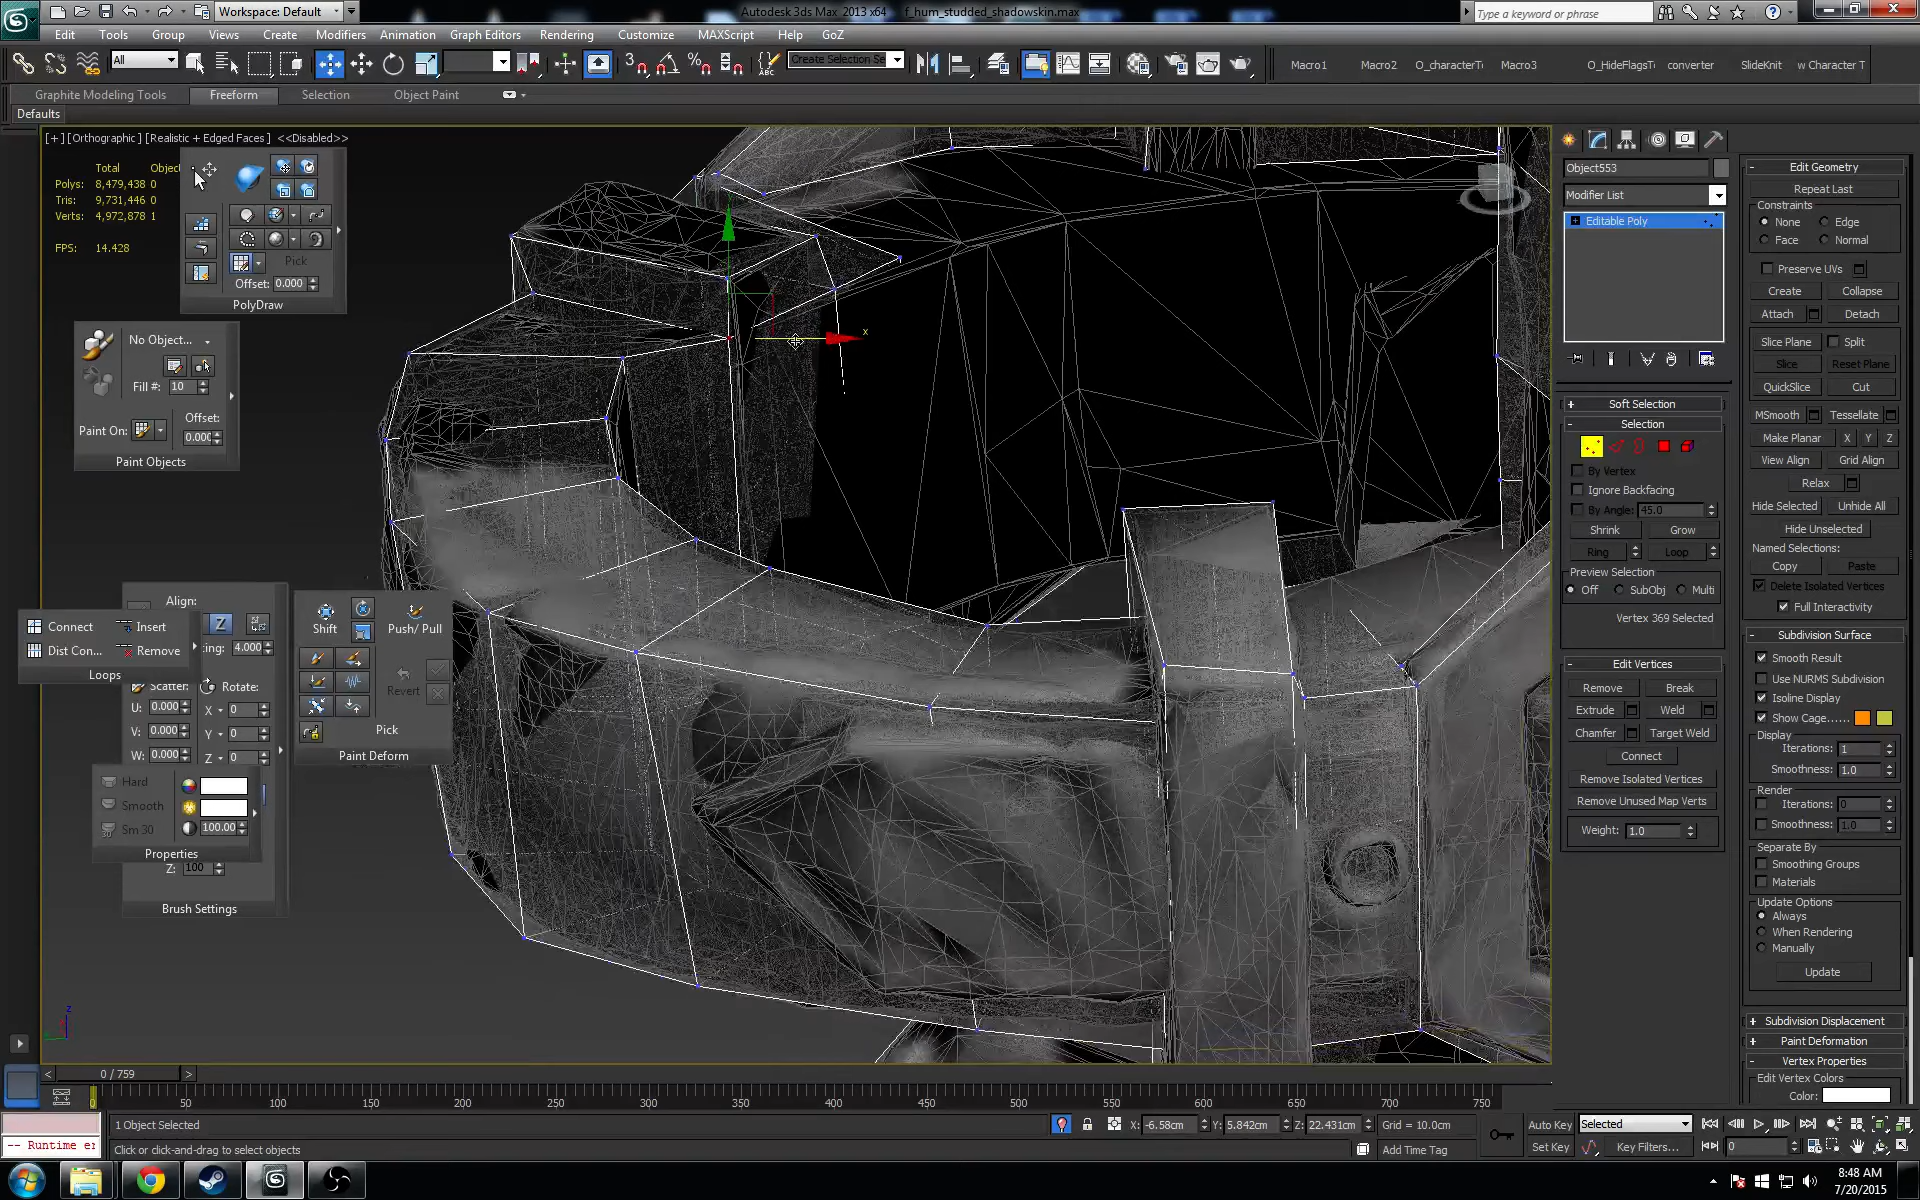 Workspace: Default
Autodesk 3ds Max 2013 x64 f_hum_studded_shadowskin.max
Type a keyword or phrase
Edit Tools Group Views Create Modifiers Animation Graph Editors Rendering Customize MAXScript Help GoZ
All
Create Selection Se
Macro1 Macro2 O_characterTo Macro3 O_HideFlagsTo converter SlideKnit w Character T
Graphite Modeling Tools Freeform Selection Object Paint
Defaults
[+] [Orthographic] [Realistic + Edged Faces] <<Disabled>>
Total Object
Polys: 8,479,438 0
Tris: 9,731,446 0
Verts: 4,972,878 1
FPS: 14.428
Pick
Offset: 0.000
PolyDraw
No Object...
Fill #: 10
Offset:
Paint On: 0.000
Paint Objects
Align:
Connect Insert Z
Dist Con... Remove cing: 4.000
Loops
Scatter: Rotate:
U: 0.000 X 0
V: 0.000 Y 0
W: 0.000 Z 0
Shift Push/ Pull
Revert
Pick
Paint Deform
Hard
Smooth
Sm 30 100.00
Properties
Z: 100
Brush Settings
x
z
Object553
Modifier List
Editable Poly
+ Soft Selection
- Selection
By Vertex
Ignore Backfacing
By Angle: 45.0
Shrink Grow
Ring Loop
Preview Selection
Off SubObj Multi
Vertex 369 Selected
- Edit Vertices
Remove Break
Extrude Weld
Chamfer Target Weld
Connect
Remove Isolated Vertices
Remove Unused Map Verts
Weight: 1.0
- Edit Geometry
Repeat Last
Constraints
None Edge
Face Normal
Preserve UVs
Create Collapse
Attach Detach
Slice Plane Split
Slice Reset Plane
QuickSlice Cut
MSmooth Tessellate
Make Planar X Y Z
View Align Grid Align
Relax
Hide Selected Unhide All
Hide Unselected
Named Selections:
Copy Paste
Delete Isolated Vertices
Full Interactivity
- Subdivision Surface
Smooth Result
Use NURMS Subdivision
Isoline Display
Show Cage......
Display
Iterations: 1
Smoothness: 1.0
Render
Iterations: 0
Smoothness: 1.0
Separate By
Smoothing Groups
Materials
Update Options
Always
When Rendering
Manually
Update
+ Subdivision Displacement
+ Paint Deformation
- Vertex Properties
Edit Vertex Colors
Color:
< 0 / 759 >
0 50 100 150 200 250 300 350 400 450 500 550 600 650 700 750
1 Object Selected X: -6.58cm Y: 5.842cm Z: 22.431cm Grid = 10.0cm Auto Key Selected
-- Runtime er Click or click-and-drag to select objects Add Time Tag Set Key Key Filters... 0
8:48 AM
7/20/2015